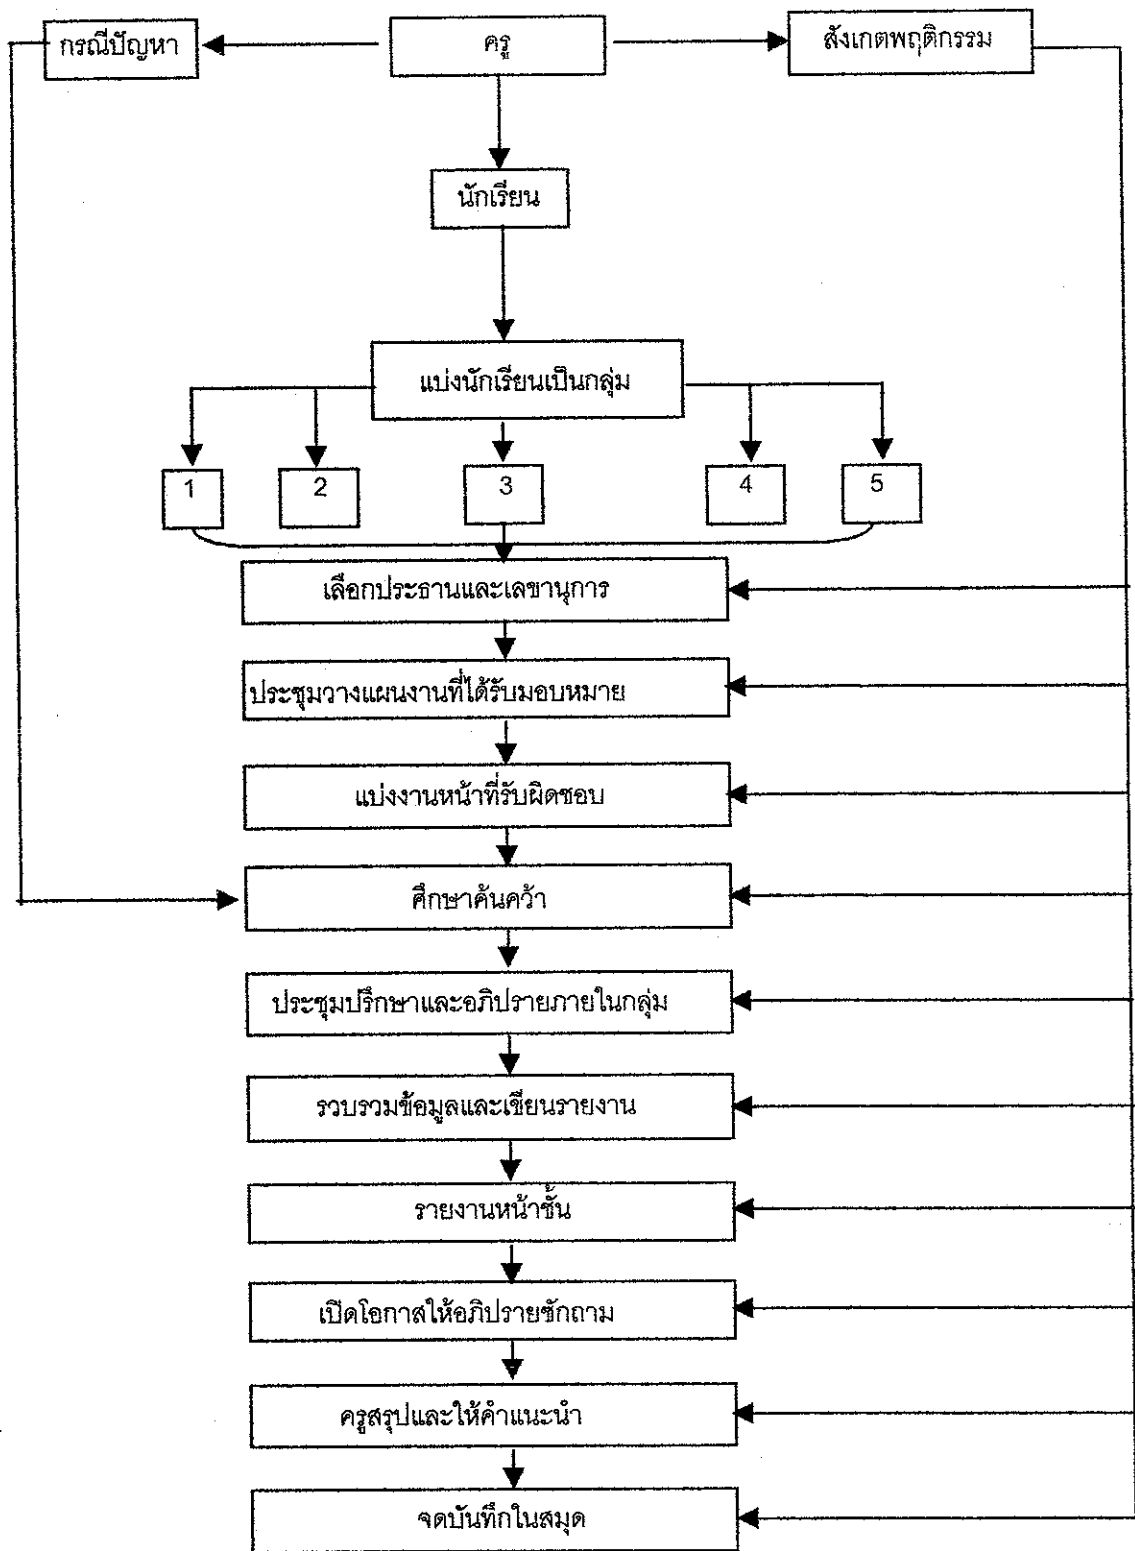 กรณีปัญหา
ครู
สังเกตพฤติกรรม
นักเรียน
แบ่งนักเรียนเป็นกลุ่ม
1
2
3
4
5
เลือกประธานและเลขานุการ
ประชุมวางแผนงานที่ได้รับมอบหมาย
แบ่งงานหน้าที่รับผิดชอบ
ศึกษาค้นคว้า
ประชุมปรึกษาและอภิปรายภายในกลุ่ม
รวบรวมข้อมูลและเขียนรายงาน
รายงานหน้าชั้น
เปิดโอกาสให้อภิปรายซักถาม
ครูสรุปและให้คำแนะนำ
จดบันทึกในสมุด